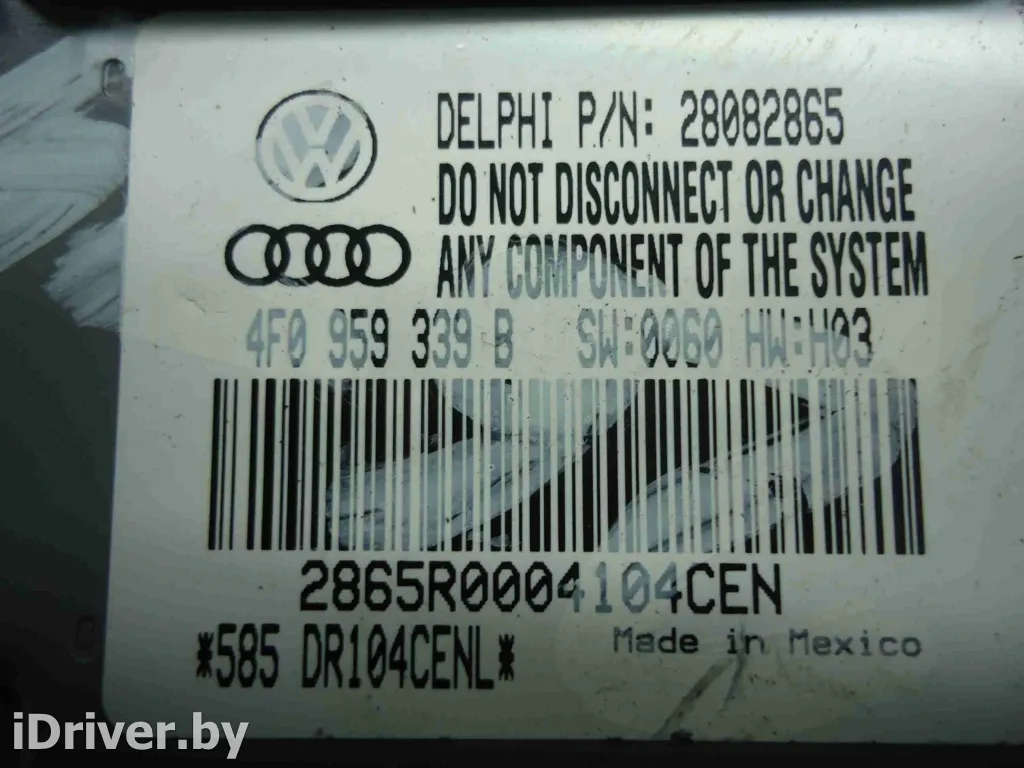 DELPHI P/N: 28082865
DO NOT DISCONNECT OR CHANGE
ANY COMPONENT OF THE SYSTEM
4F0 959 339 B SW:0060 HW:H03
2865R0004104CEN
*585 DR104CENL*
Made in Mexico
iDriver.by